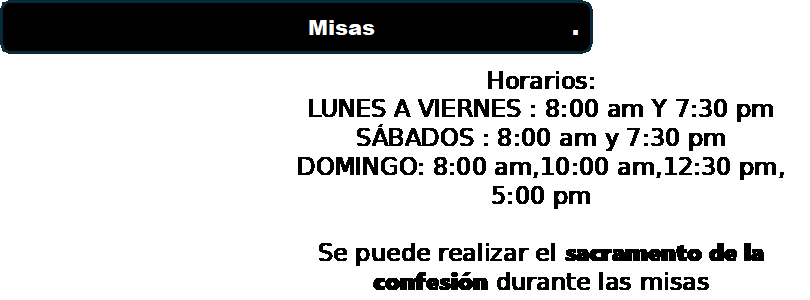 Misas .
Horarios:
LUNES A VIERNES : 8:00 am Y 7:30 pm
SÁBADOS : 8:00 am y 7:30 pm
DOMINGO: 8:00 am,10:00 am,12:30 pm,
5:00 pm
Se puede realizar el sacramento de la
confesión durante las misas